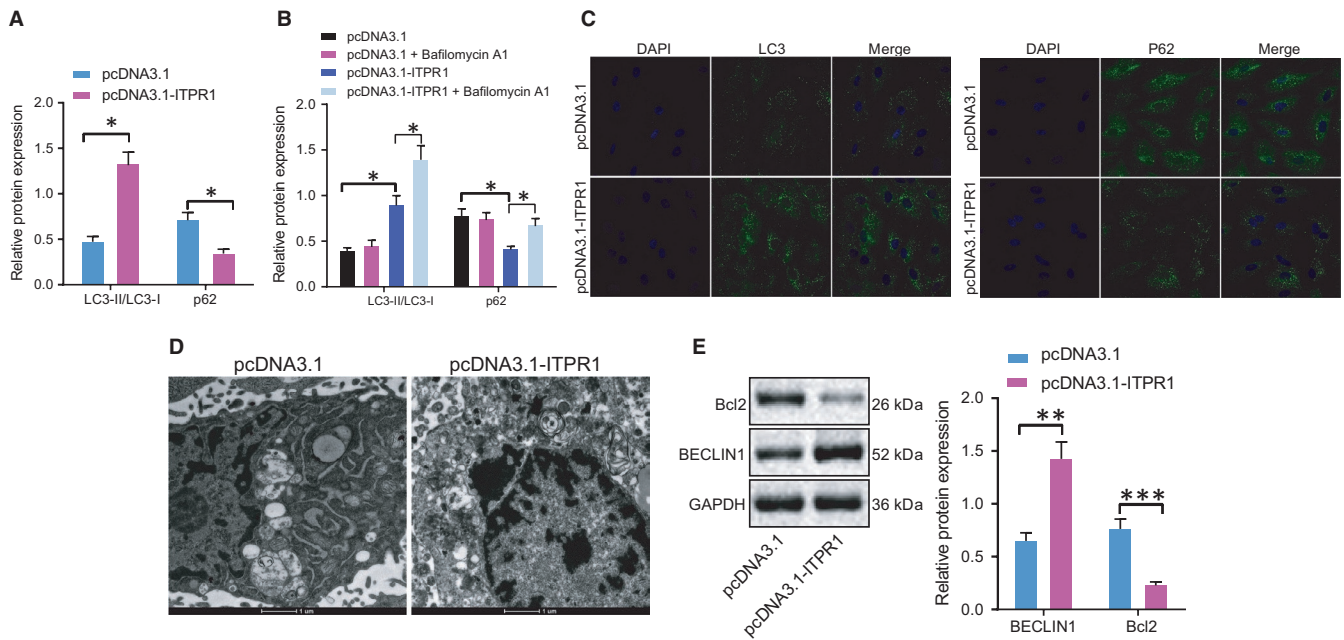 A
pcDNA3.1
pcDNA3.1-ITPR1
Relative protein expression
2.0
1.5
1.0
0.5
0.0
*
*
LC3-II/LC3-I
p62
B
pcDNA3.1
pcDNA3.1 + Bafilomycin A1
pcDNA3.1-ITPR1
pcDNA3.1-ITPR1 + Bafilomycin A1
Relative protein expression
2.0
1.5
1.0
0.5
0.0
*
*
*
*
LC3-II/LC3-I
p62
C
DAPI LC3 Merge
pcDNA3.1
pcDNA3.1-ITPR1
DAPI P62 Merge
pcDNA3.1
pcDNA3.1-ITPR1
D
pcDNA3.1
pcDNA3.1-ITPR1
1 um
1 um
E
Bcl2 26 kDa
BECLIN1 52 kDa
GAPDH 36 kDa
pcDNA3.1
pcDNA3.1-ITPR1
pcDNA3.1
pcDNA3.1-ITPR1
Relative protein expression
2.0
1.5
1.0
0.5
0.0
**
***
BECLIN1
Bcl2